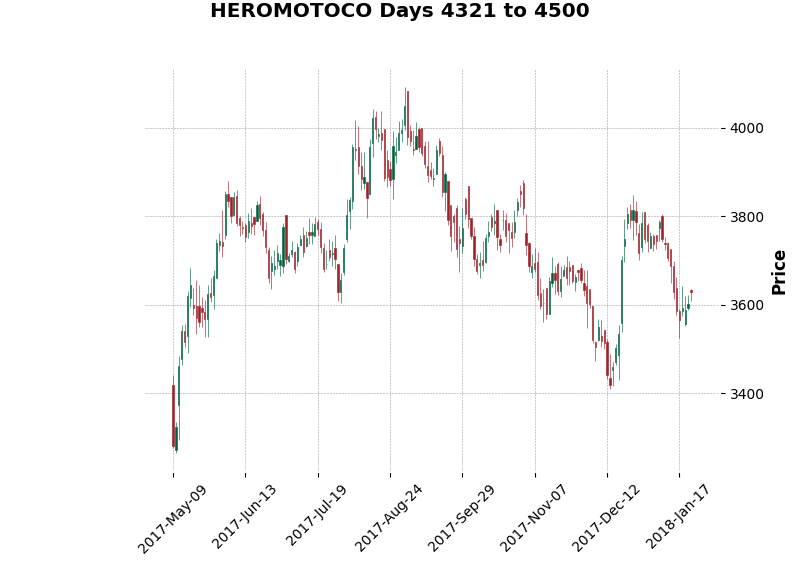 HEROMOTOCO Days 4321 to 4500
4000
3800
3600
3400
Price
2017-May-09
2017-Jun-13
2017-Jul-19
2017-Aug-24
2017-Sep-29
2017-Nov-07
2017-Dec-12
2018-Jan-17